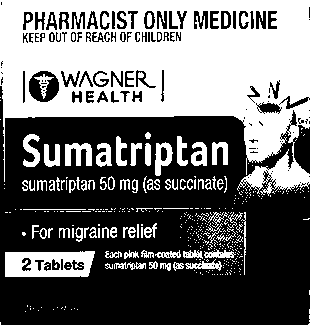 PHARMACIST ONLY MEDICINE
KEEP OUT OF REACH OF CHILDREN
WAGNER
HEALTH
Sumatriptan
sumatriptan 50 mg (as succinate)
• For migraine relief
2 Tablets
Each pink film-coated tablet contains
sumatriptan 50 mg (as succinate)